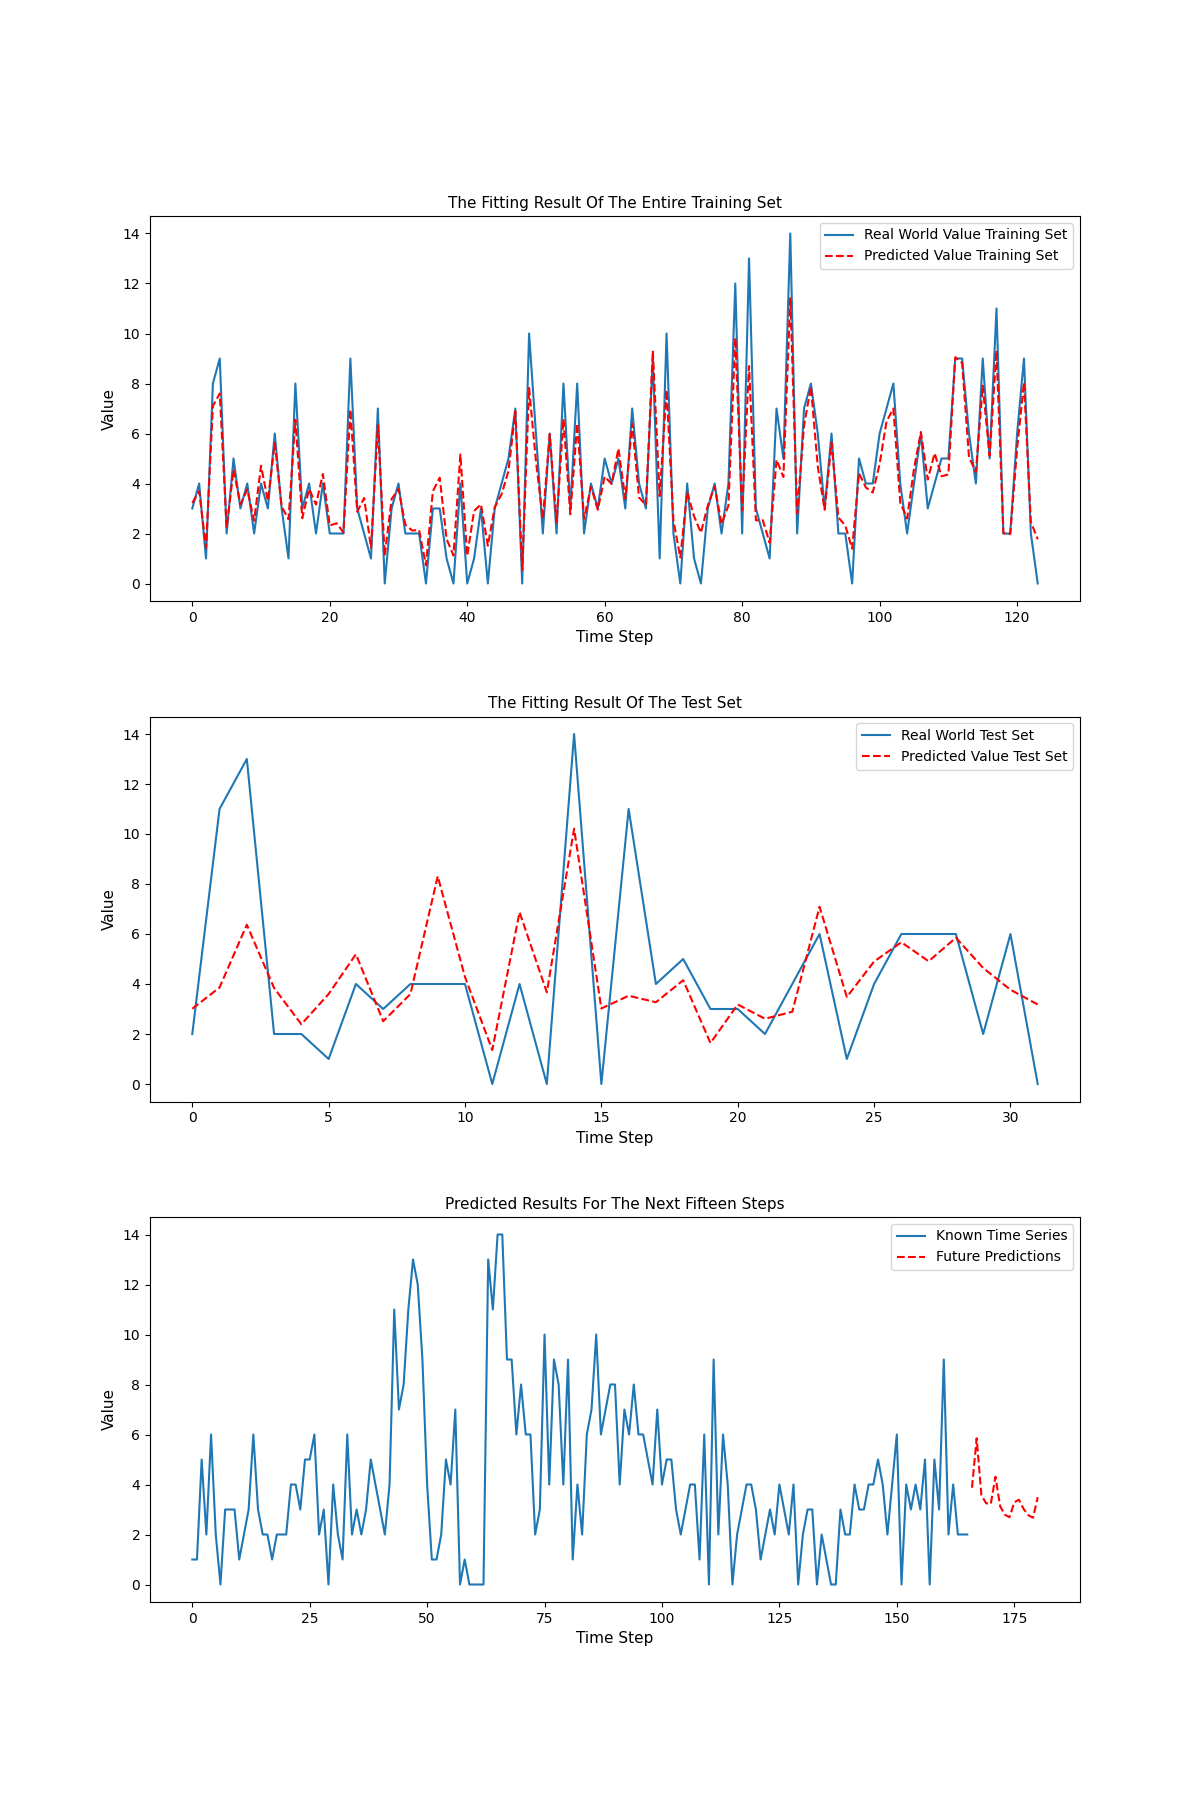 The Fitting Result Of The Entire Training Set
Real World Value Training Set
Predicted Value Training Set
Value
14
12
10
8
6
4
2
0
0 20 40 60 80 100 120
Time Step
The Fitting Result Of The Test Set
Real World Test Set
Predicted Value Test Set
Value
14
12
10
8
6
4
2
0
0 5 10 15 20 25 30
Time Step
Predicted Results For The Next Fifteen Steps
Known Time Series
Future Predictions
Value
14
12
10
8
6
4
2
0
0 25 50 75 100 125 150 175
Time Step